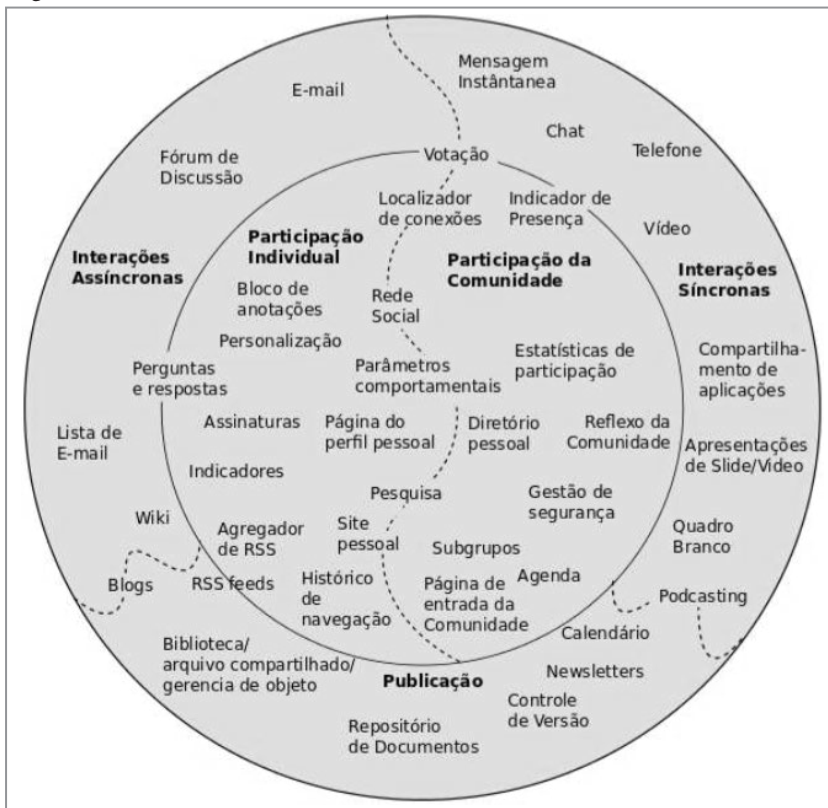 E-mail
Mensagem
Instântanea
Chat
Telefone
Fórum de
Discussão
Votação
Localizador
de conexões
Indicador de
Presença
Vídeo
Interações
Assíncronas
Participação
Individual
Participação da
Comunidade
Interações
Síncronas
Bloco de
anotações
Rede
Social
Personalização
Perguntas
e respostas
Parâmetros
comportamentais
Estatísticas de
participação
Compartilha-
mento de
aplicações
Lista de
E-mail
Assinaturas
Página do
perfil pessoal
Diretório
pessoal
Reflexo da
Comunidade
Apresentações
de Slide/Video
Indicadores
Pesquisa
Gestão de
segurança
Wiki
Agregador
de RSS
Site
pessoal
Subgrupos
Quadro
Branco
Blogs
RSS feeds
Histórico
de
navegação
Página de
entrada da
Comunidade
Agenda
Podcasting
Calendário
Biblioteca/
arquivo compartilhado/
gerencia de objeto
Publicação
Newsletters
Controle
de Versão
Repositório
de Documentos